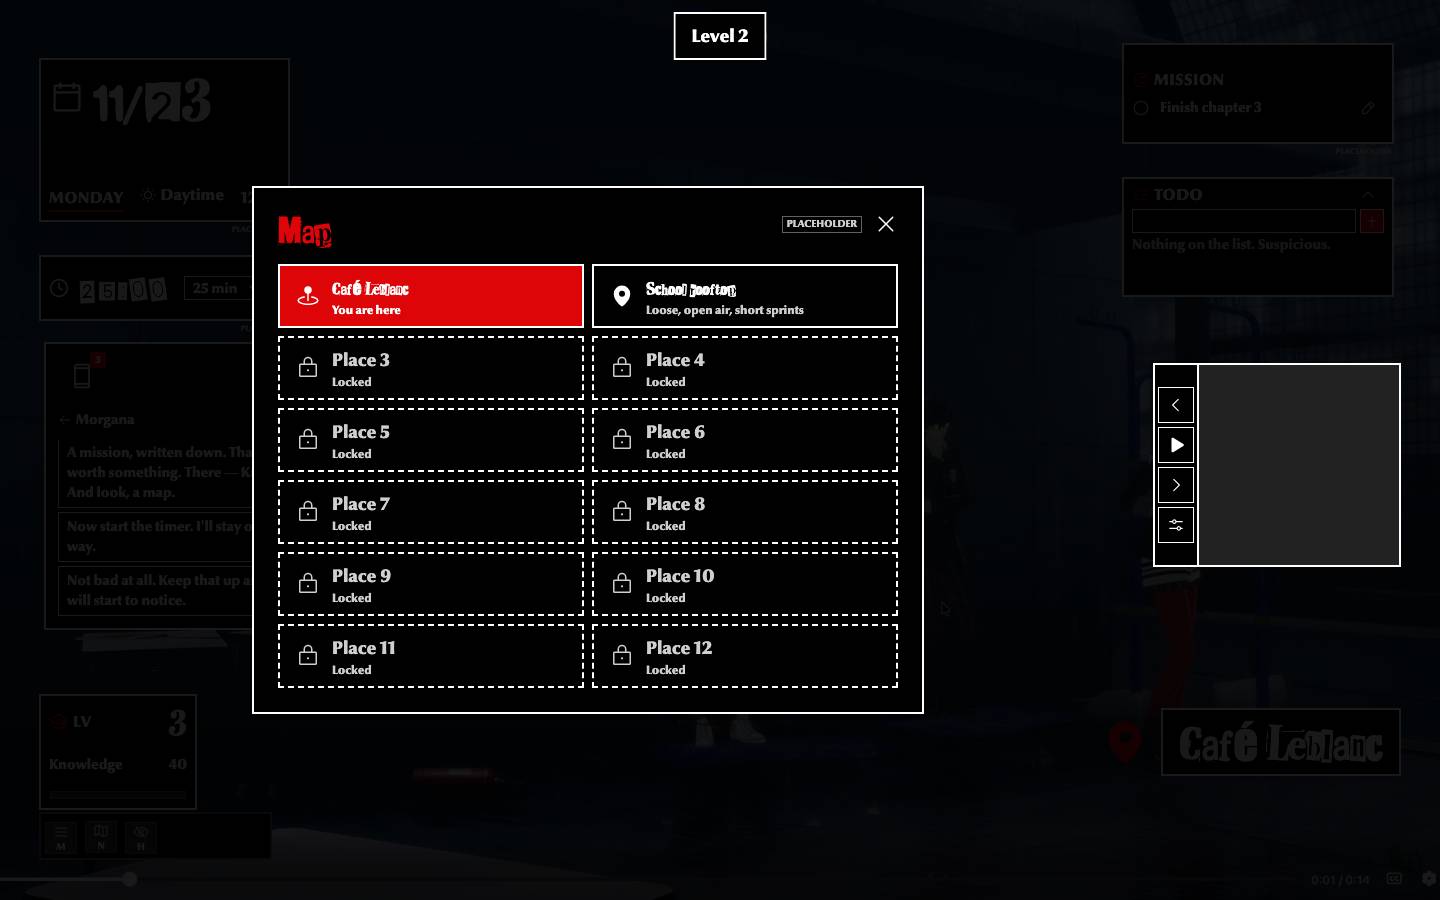 Level 2
11/23
MONDAY
Daytime
MISSION
Finish chapter 3
PLACEHOLDER
TODO
Nothing on the list. Suspicious.
25:00
25 min
3
Morgana
A mission, written down. Tha
worth something. There — K
And look, a map.
Now start the timer. I'll stay o
way.
Not bad at all. Keep that up a
will start to notice.
Map
PLACEHOLDER
Café Leblanc
You are here
School rooftop
Loose, open air, short sprints
Place 3
Locked
Place 4
Locked
Place 5
Locked
Place 6
Locked
Place 7
Locked
Place 8
Locked
Place 9
Locked
Place 10
Locked
Place 11
Locked
Place 12
Locked
LV
3
Knowledge
40
M
N
H
Café Leblanc
0:01 / 0:14
CC